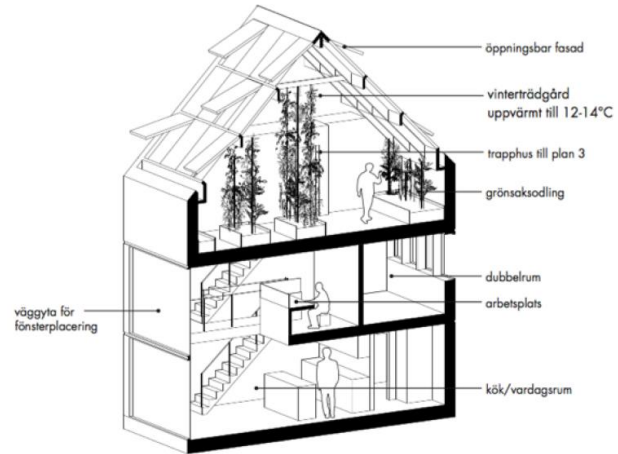 öppningsbar fasad
vinterträdgård
uppvärmt till 12-14°C
trapphus till plan 3
grönsaksodling
dubbelrum
arbetsplats
väggyta för
fönsterplacering
kök/vardagsrum